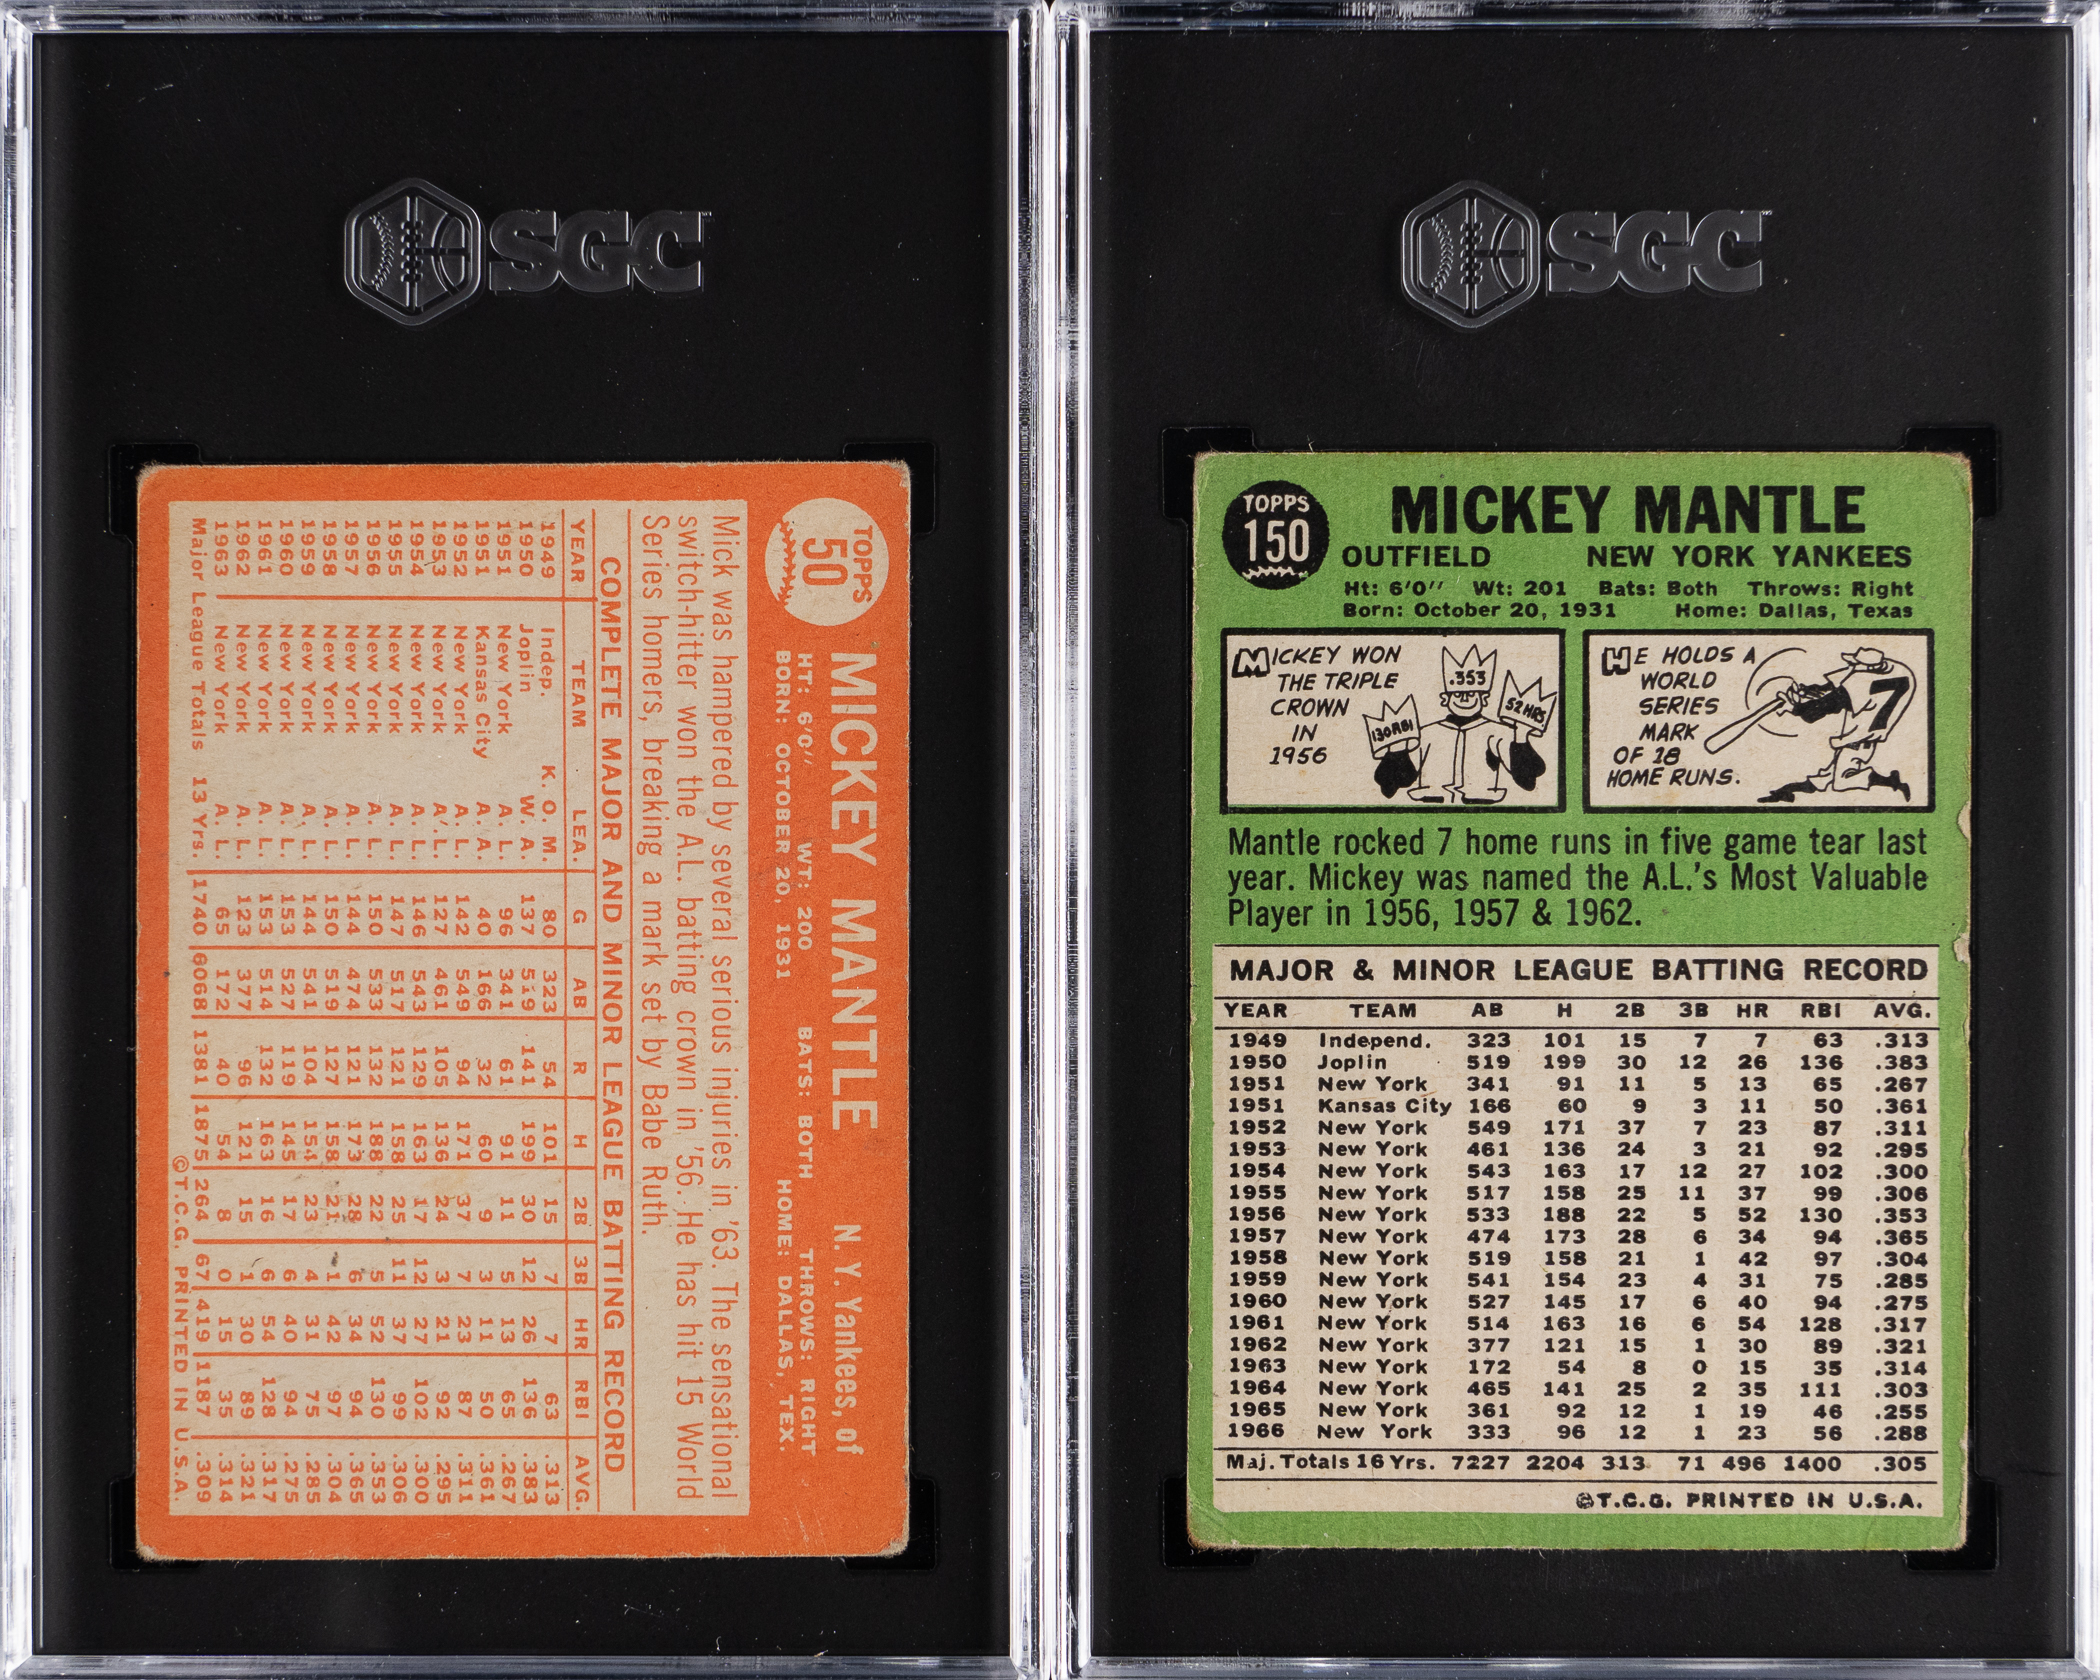 SGC
TOPPS
50
MICKEY MANTLE N. Y. Yankees, of
HT: 6'0" WT: 200 BATS: BOTH THROWS: RIGHT
BORN: OCTOBER 20, 1931 HOME: DALLAS, TEX.
Mick was hampered by several serious injuries in '63. The sensational
switch-hitter won the A.L. batting crown in '56. He has hit 15 World
Series homers, breaking a mark set by Babe Ruth.
COMPLETE MAJOR AND MINOR LEAGUE BATTING RECORD
YEAR TEAM LEA. G AB R H 2B 3B HR RBI AVG.
1949 Indep. K. O. M. 80 323 54 101 15 7 7 63 .313
1950 Joplin W. A. 137 519 141 199 30 12 26 136 .383
1951 New York A. L. 96 341 61 91 11 5 13 65 .267
1951 Kansas City A. A. 40 166 32 60 9 3 11 50 .361
1952 New York A. L. 142 549 94 171 37 7 23 87 .311
1953 New York A. L. 127 461 105 136 24 3 21 92 .295
1954 New York A. L. 146 543 129 163 17 12 27 102 .300
1955 New York A. L. 147 517 121 158 25 11 37 99 .306
1956 New York A. L. 150 533 132 188 22 5 52 130 .353
1957 New York A. L. 144 474 121 173 28 6 34 94 .365
1958 New York A. L. 150 519 127 158 21 1 42 97 .304
1959 New York A. L. 144 541 104 154 23 4 31 75 .285
1960 New York A. L. 153 527 119 145 17 6 40 94 .275
1961 New York A. L. 153 514 132 163 16 6 54 128 .317
1962 New York A. L. 123 377 96 121 15 1 30 89 .321
1963 New York A. L. 65 172 40 54 8 0 15 35 .314
Major League Totals 13 Yrs. 1740 6068 1381 1875 264 67 419 1187 .309
©T.C.G. PRINTED IN U.S.A.
SGC
TOPPS
150
MICKEY MANTLE
OUTFIELD NEW YORK YANKEES
Ht: 6'0" Wt: 201 Bats: Both Throws: Right
Born: October 20, 1931 Home: Dallas, Texas
MICKEY WON
THE TRIPLE
CROWN
IN
1956
.353
130 RBI
52 HRS
HE HOLDS A
WORLD
SERIES
MARK
OF 18
HOME RUNS.
7
Mantle rocked 7 home runs in five game tear last
year. Mickey was named the A.L.'s Most Valuable
Player in 1956, 1957 & 1962.
MAJOR & MINOR LEAGUE BATTING RECORD
YEAR TEAM AB H 2B 3B HR RBI AVG.
1949 Independ. 323 101 15 7 7 63 .313
1950 Joplin 519 199 30 12 26 136 .383
1951 New York 341 91 11 5 13 65 .267
1951 Kansas City 166 60 9 3 11 50 .361
1952 New York 549 171 37 7 23 87 .311
1953 New York 461 136 24 3 21 92 .295
1954 New York 543 163 17 12 27 102 .300
1955 New York 517 158 25 11 37 99 .306
1956 New York 533 188 22 5 52 130 .353
1957 New York 474 173 28 6 34 94 .365
1958 New York 519 158 21 1 42 97 .304
1959 New York 541 154 23 4 31 75 .285
1960 New York 527 145 17 6 40 94 .275
1961 New York 514 163 16 6 54 128 .317
1962 New York 377 121 15 1 30 89 .321
1963 New York 172 54 8 0 15 35 .314
1964 New York 465 141 25 2 35 111 .303
1965 New York 361 92 12 1 19 46 .255
1966 New York 333 96 12 1 23 56 .288
Maj. Totals 16 Yrs. 7227 2204 313 71 496 1400 .305
©T.C.G. PRINTED IN U.S.A.